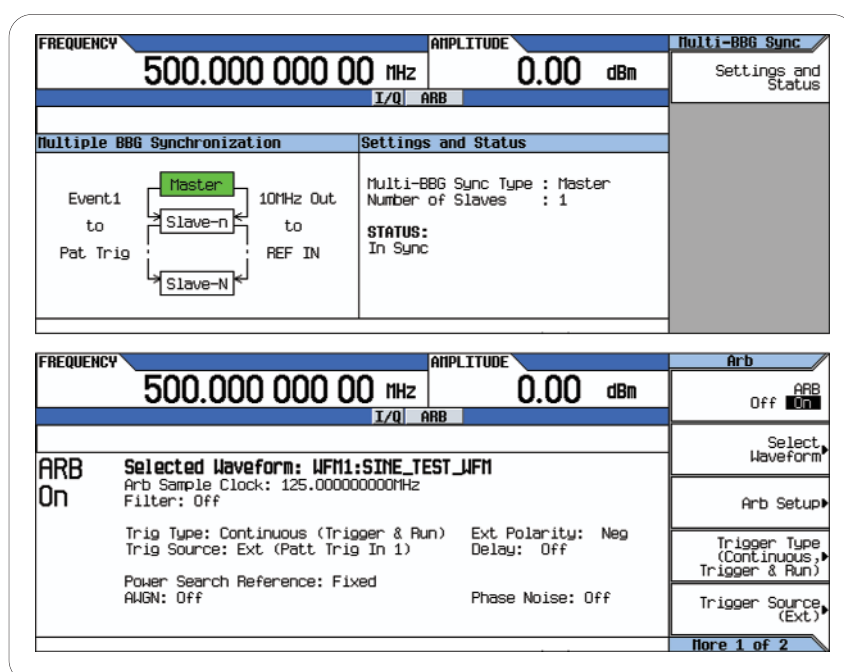 FREQUENCY AMPLITUDE Multi-BBG Sync
500.000 000 00 MHz 0.00 dBm
Settings and
Status
I/Q ARB
Multiple BBG Synchronization Settings and Status
Master
Event1 10MHz Out
to Slave-n to
Pat Trig REF IN
Slave-N
Multi-BBG Sync Type : Master
Number of Slaves : 1
STATUS:
In Sync
FREQUENCY AMPLITUDE Arb
500.000 000 00 MHz 0.00 dBm
ARB
Off On
I/Q ARB
Select
Waveform
ARB
On
Selected Waveform: WFM1:SINE_TEST_WFM
Arb Sample Clock: 125.000000000MHz
Filter: Off
Arb Setup
Trig Type: Continuous (Trigger & Run) Ext Polarity: Neg
Trig Source: Ext (Patt Trig In 1) Delay: Off
Trigger Type
(Continuous,
Trigger & Run)
Power Search Reference: Fixed
AWGN: Off Phase Noise: Off
Trigger Source
(Ext)
More 1 of 2